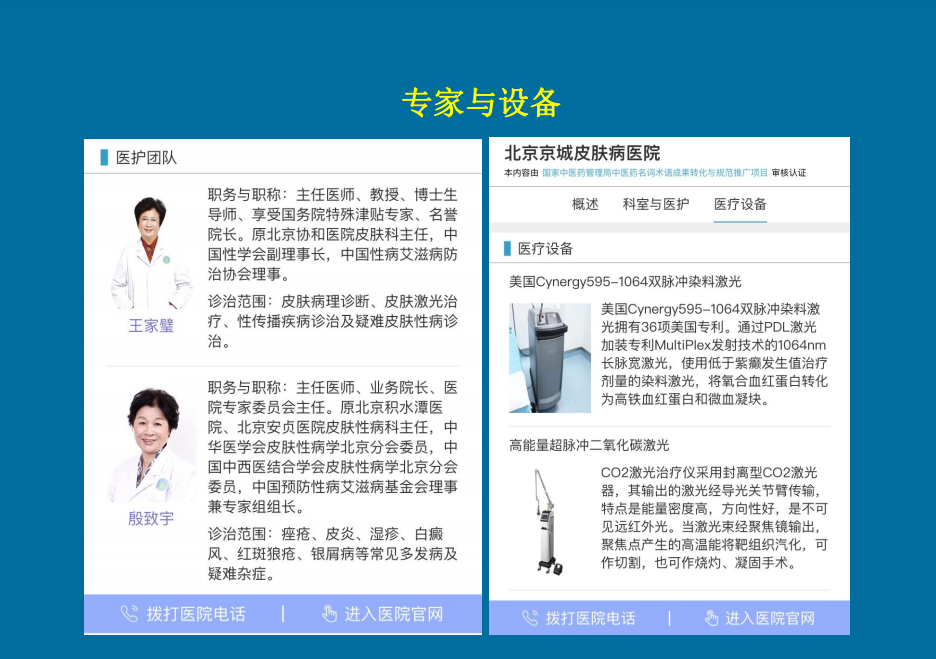 专家与设备
医护团队
职务与职称：主任医师、教授、博士生
导师、享受国务院特殊津贴专家、名誉
院长。原北京协和医院皮肤科主任，中
国性学会副理事长，中国性病艾滋病防
治协会理事。
诊治范围：皮肤病理诊断、皮肤激光治
疗、性传播疾病诊治及疑难皮肤性病诊
治。
王家璧
职务与职称：主任医师、业务院长、医
院专家委员会主任。原北京积水潭医
院、北京安贞医院皮肤性病科主任，中
华医学会皮肤性病学北京分会委员，中
国中西医结合学会皮肤性病学北京分会
委员，中国预防性病艾滋病基金会理事
兼专家组组长。
殷致宇
诊治范围：痤疮、皮炎、湿疹、白癜
风、红斑狼疮、银屑病等常见多发病及
疑难杂症。
拨打医院电话 | 进入医院官网
北京京城皮肤病医院
本内容由 国家中医药管理局中医药名词术语成果转化与规范推广项目 审核认证
概述 科室与医护 医疗设备
医疗设备
美国Cynergy595-1064双脉冲染料激光
美国Cynergy595-1064双脉冲染料激
光拥有36项美国专利。通过PDL激光
加装专利MultiPlex发射技术的1064nm
长脉宽激光，使用低于紫癜发生值治疗
剂量的染料激光，将氧合血红蛋白转化
为高铁血红蛋白和微血凝块。
高能量超脉冲二氧化碳激光
CO2激光治疗仪采用封离型CO2激光
器，其输出的激光经导光关节臂传输，
特点是能量密度高，方向性好，是不可
见远红外光。当激光束经聚焦镜输出，
聚焦点产生的高温能将靶组织汽化，可
作切割，也可作烧灼、凝固手术。
拨打医院电话 | 进入医院官网